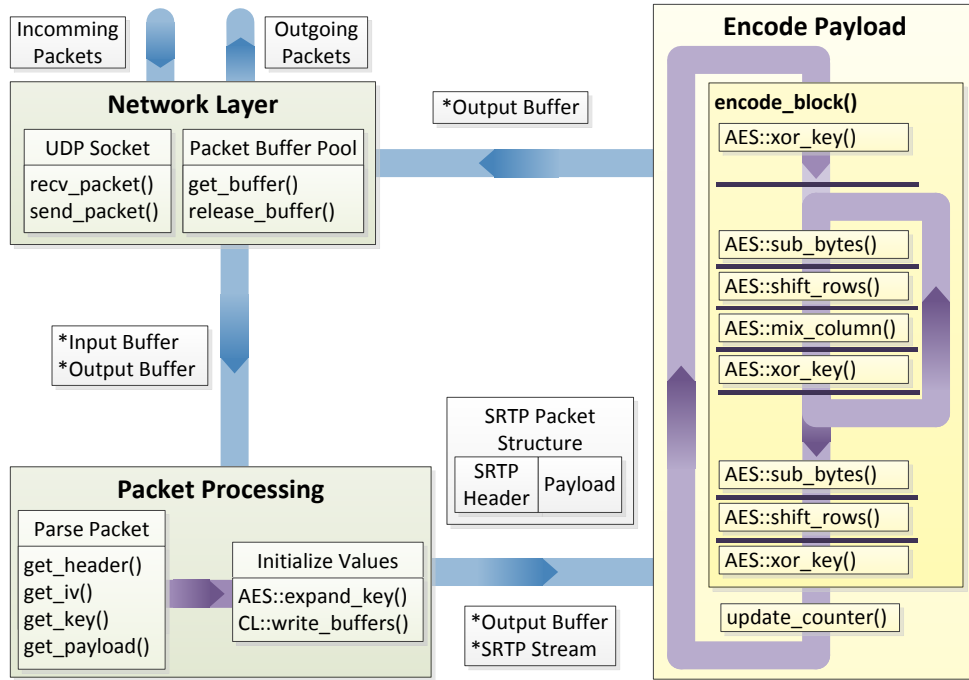 Incomming
Packets
Outgoing
Packets
Network Layer
UDP Socket
recv_packet()
send_packet()
Packet Buffer Pool
get_buffer()
release_buffer()
*Output Buffer
*Input Buffer
*Output Buffer
Packet Processing
Parse Packet
get_header()
get_iv()
get_key()
get_payload()
Initialize Values
AES::expand_key()
CL::write_buffers()
SRTP Packet
Structure
SRTP
Header
Payload
*Output Buffer
*SRTP Stream
Encode Payload
encode_block()
AES::xor_key()
AES::sub_bytes()
AES::shift_rows()
AES::mix_column()
AES::xor_key()
AES::sub_bytes()
AES::shift_rows()
AES::xor_key()
update_counter()